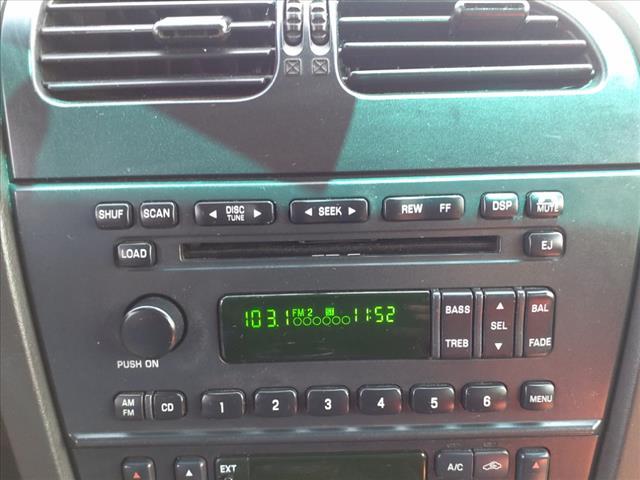 SHUF SCAN DISC TUNE SEEK REW FF DSP MUTE
LOAD EJ
103.1 FM 2 11:52
BASS SEL BAL
TREB FADE
PUSH ON
AM FM CD 1 2 3 4 5 6 MENU
EXT A/C